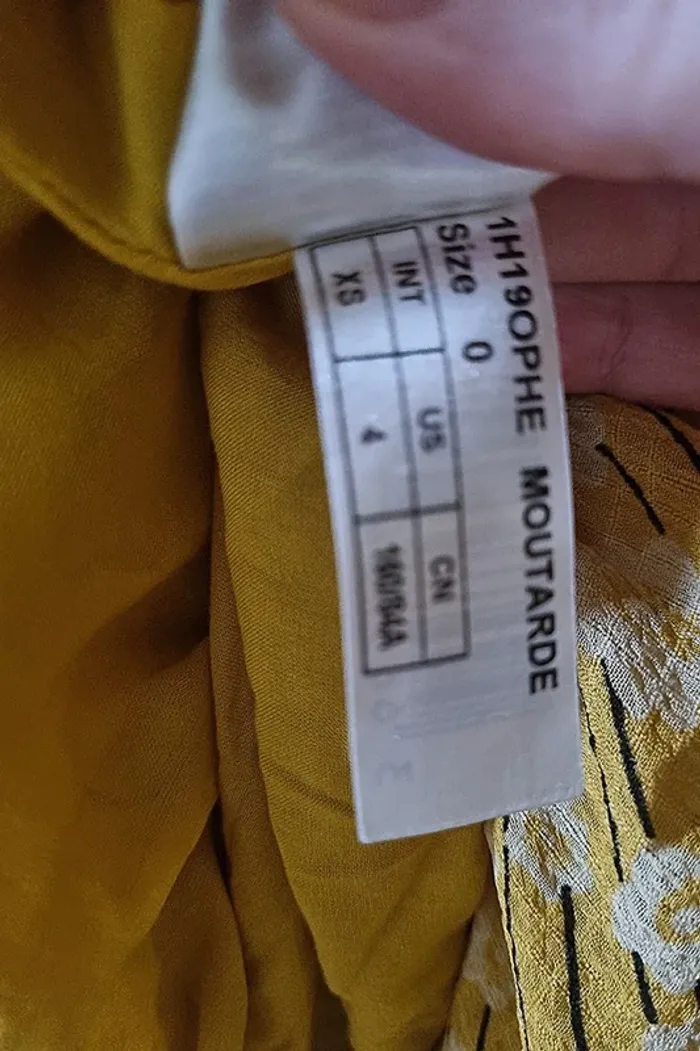 1H19OPHE MOUTARDE
Size 0
INT US CN
XS 4 160/84A